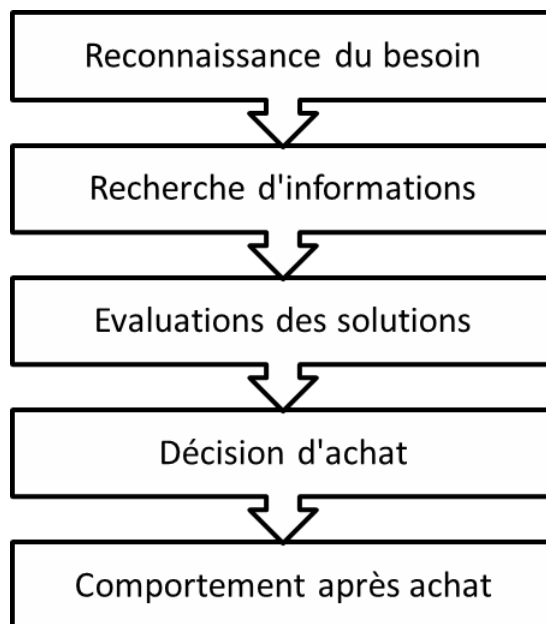 Reconnaissance du besoin
Recherche d'informations
Evaluations des solutions
Décision d'achat
Comportement après achat